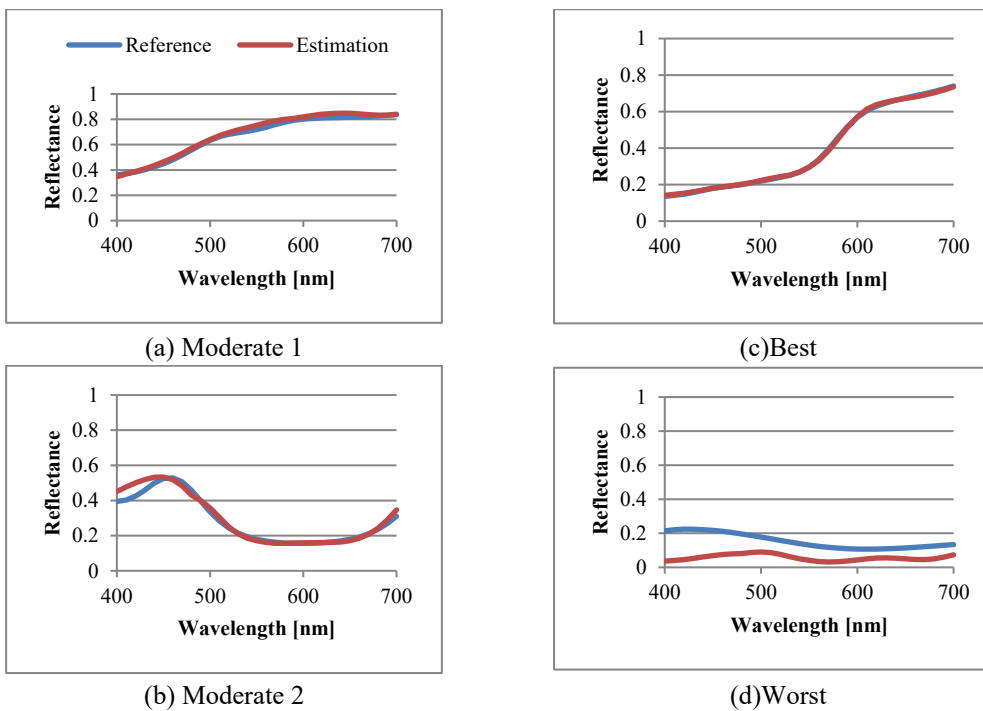 Reference Estimation
Reflectance
1
0.8
0.6
0.4
0.2
0
400 500 600 700
Wavelength [nm]
(a) Moderate 1
Reflectance
1
0.8
0.6
0.4
0.2
0
400 500 600 700
Wavelength [nm]
(c)Best
Reflectance
1
0.8
0.6
0.4
0.2
0
400 500 600 700
Wavelength [nm]
(b) Moderate 2
Reflectance
1
0.8
0.6
0.4
0.2
0
400 500 600 700
Wavelength [nm]
(d)Worst